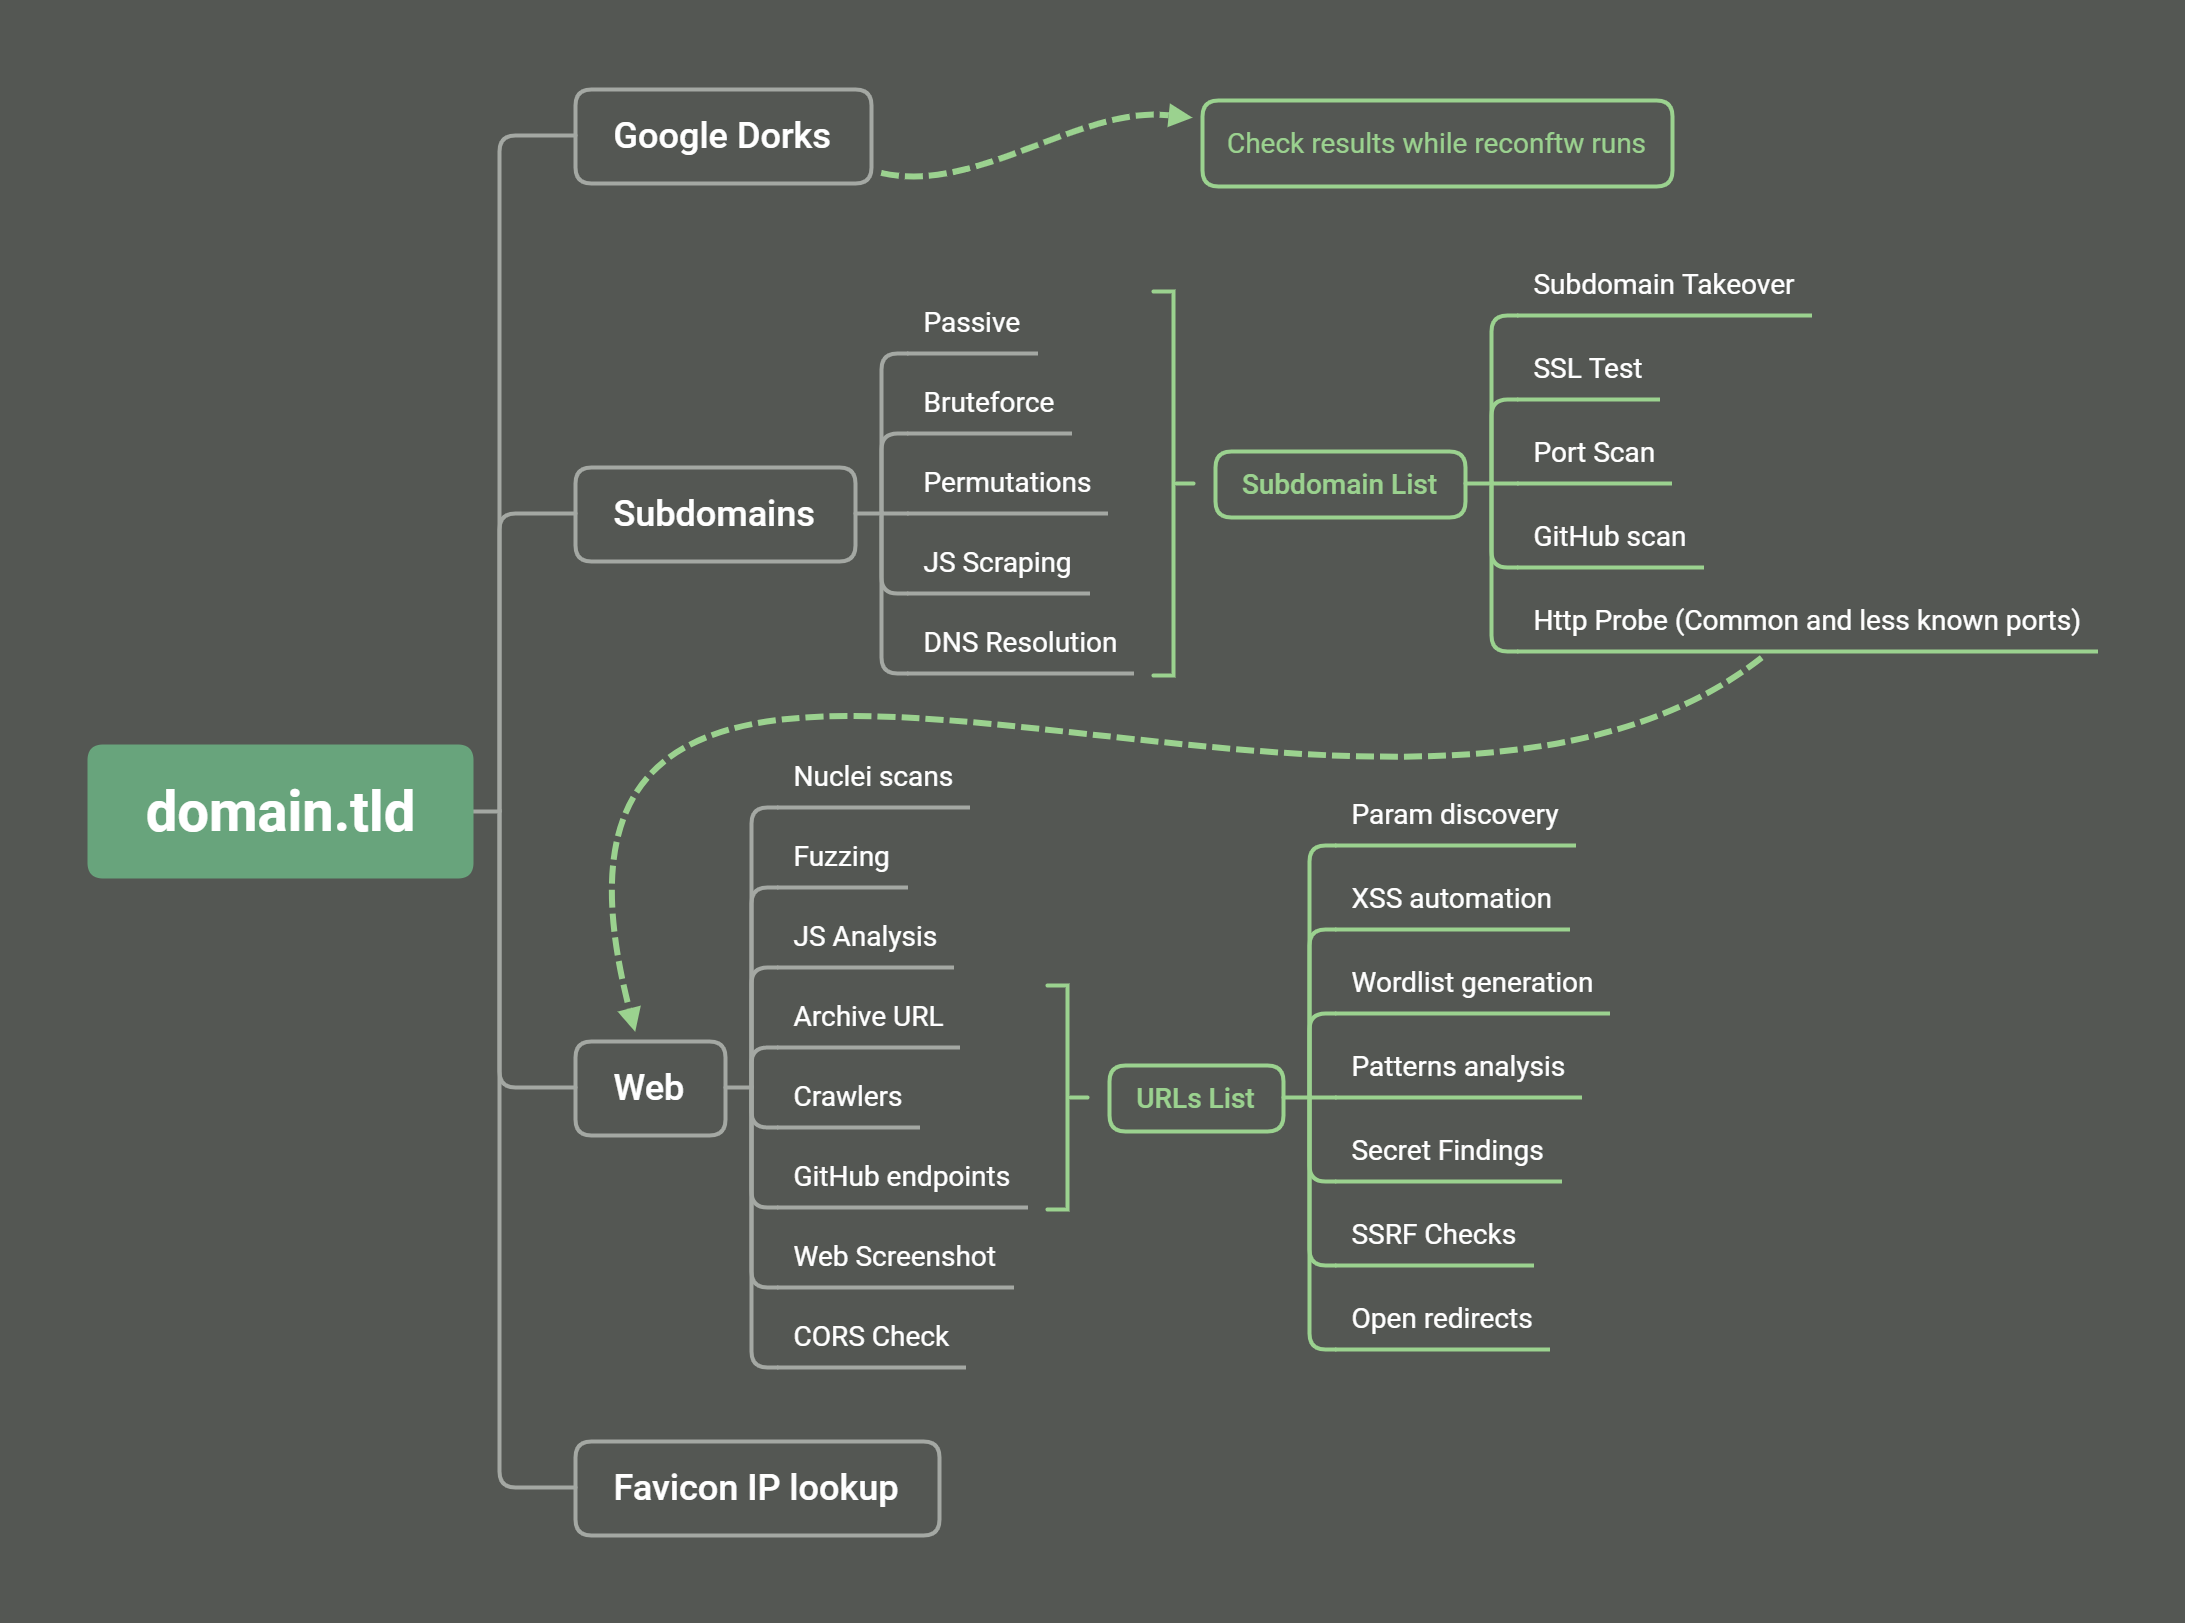 Google Dorks
Check results while reconftw runs
Subdomains
Passive
Bruteforce
Permutations
JS Scraping
DNS Resolution
Subdomain List
Subdomain Takeover
SSL Test
Port Scan
GitHub scan
Http Probe (Common and less known ports)
domain.tld
Web
Nuclei scans
Fuzzing
JS Analysis
Archive URL
Crawlers
GitHub endpoints
Web Screenshot
CORS Check
URLs List
Param discovery
XSS automation
Wordlist generation
Patterns analysis
Secret Findings
SSRF Checks
Open redirects
Favicon IP lookup